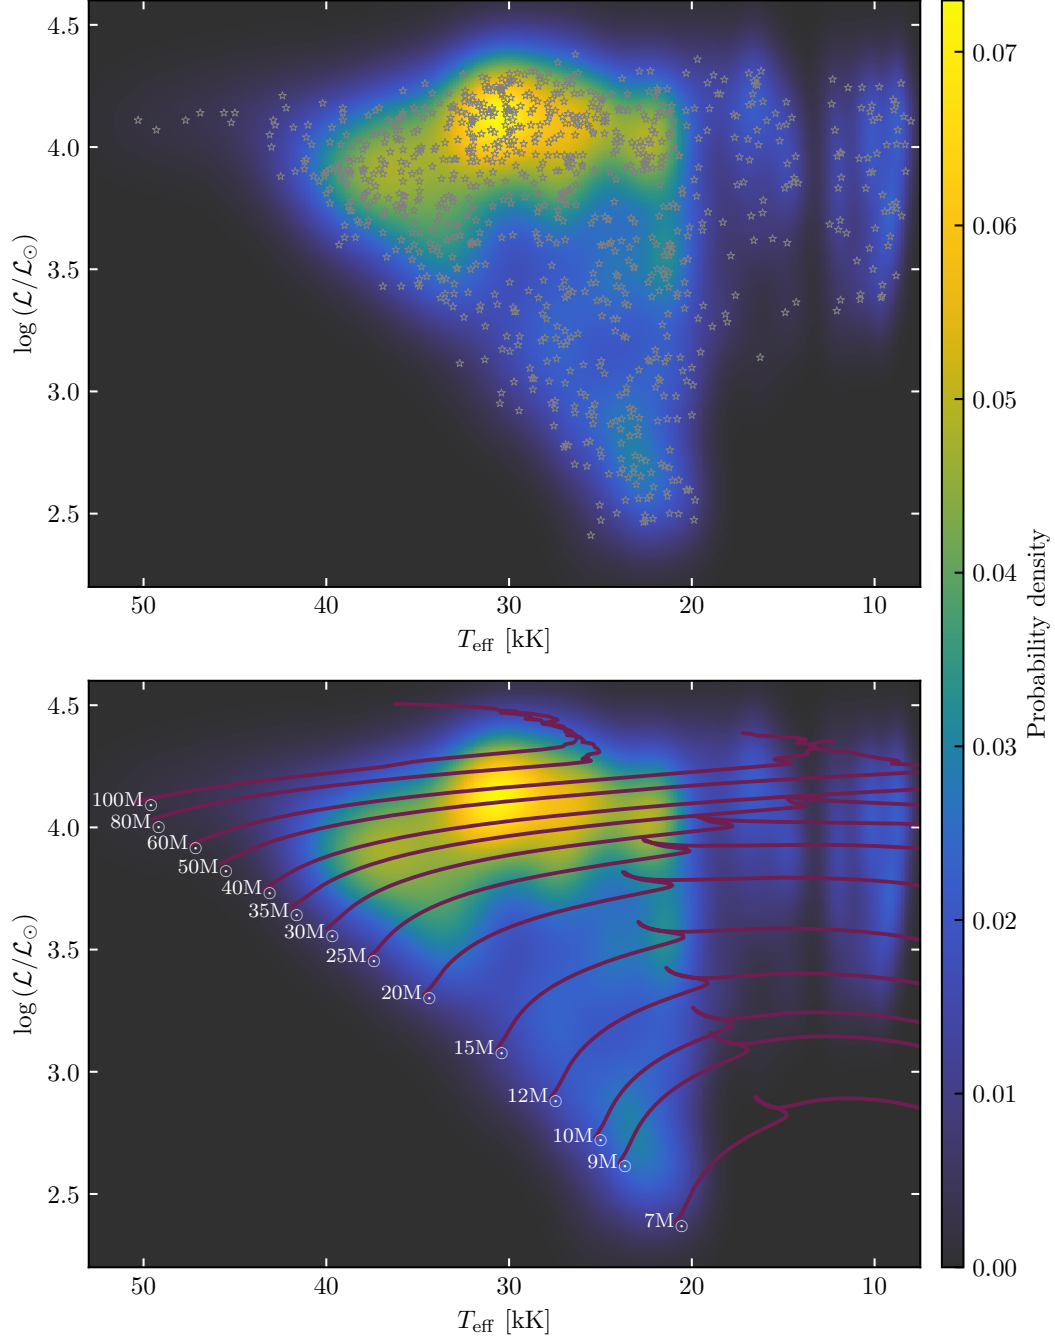 4.5
4.0
3.5
3.0
2.5
log (ℒ/ℒ⊙)
50 40 30 20 10
T_eff [kK]
4.5
4.0
3.5
3.0
2.5
log (ℒ/ℒ⊙)
100M⊙
80M⊙
60M⊙
50M⊙
40M⊙
35M⊙
30M⊙
25M⊙
20M⊙
15M⊙
12M⊙
10M⊙
9M⊙
7M⊙
50 40 30 20 10
T_eff [kK]
0.07
0.06
0.05
0.04
0.03
0.02
0.01
0.00
Probability density